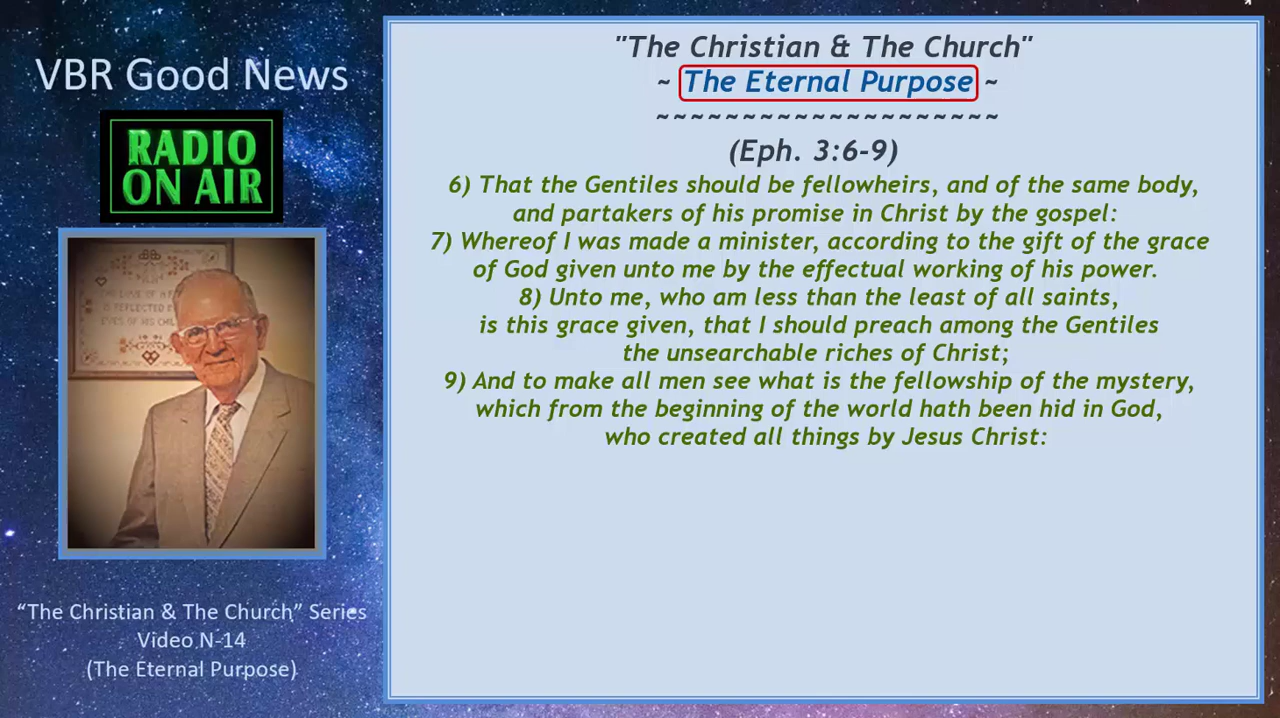 VBR Good News
RADIO
ON AIR
"The Christian & The Church"
~ The Eternal Purpose ~
~~~~~~~~~~~~~~~~~~~~
(Eph. 3:6-9)
6) That the Gentiles should be fellowheirs, and of the same body,
and partakers of his promise in Christ by the gospel:
7) Whereof I was made a minister, according to the gift of the grace
of God given unto me by the effectual working of his power.
8) Unto me, who am less than the least of all saints,
is this grace given, that I should preach among the Gentiles
the unsearchable riches of Christ;
9) And to make all men see what is the fellowship of the mystery,
which from the beginning of the world hath been hid in God,
who created all things by Jesus Christ:
“The Christian & The Church” Series
Video N-14
(The Eternal Purpose)